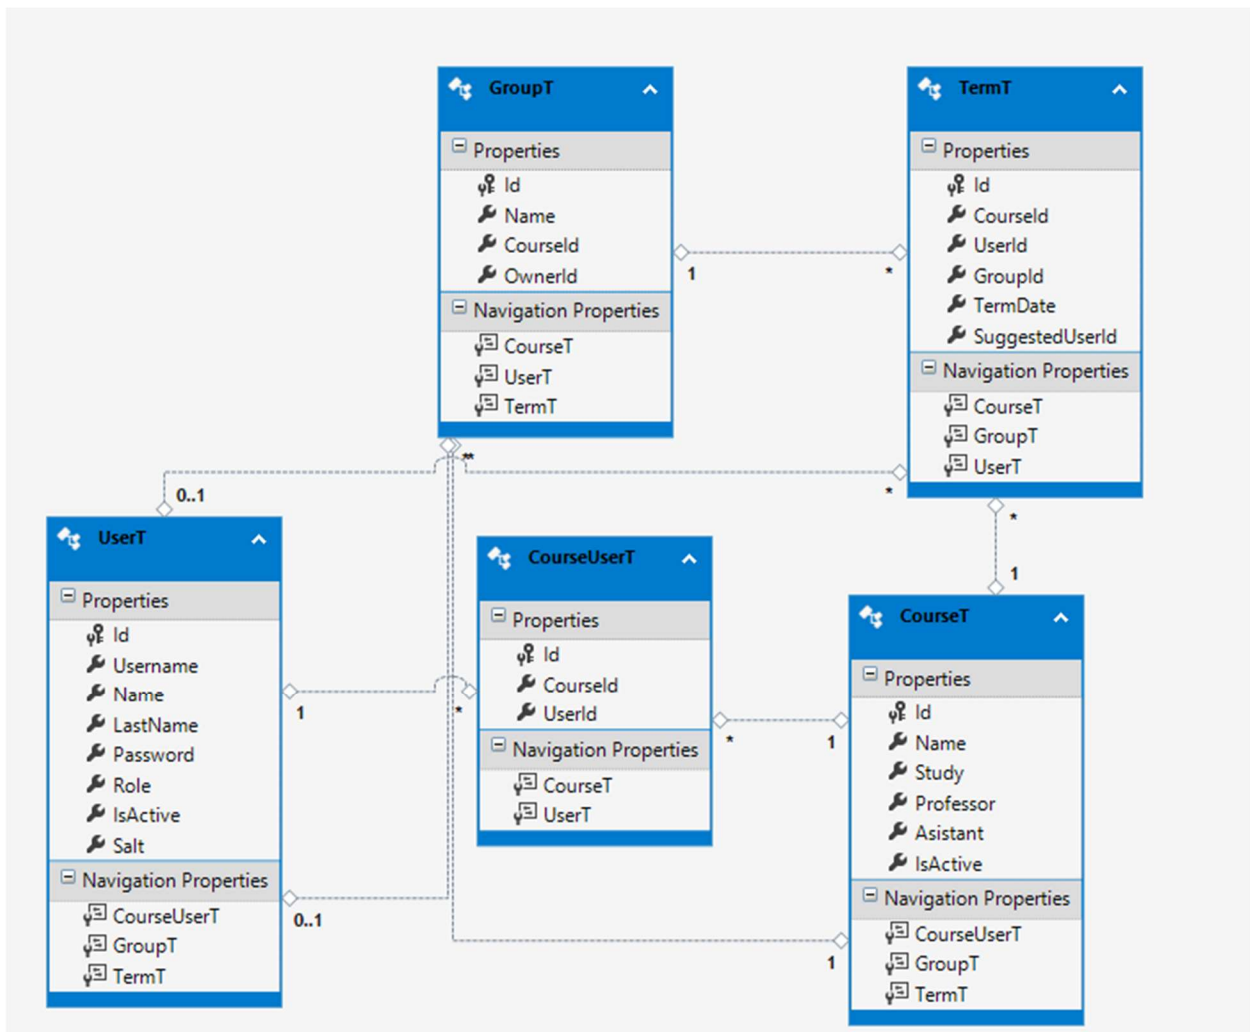 GroupT
Properties
Id
Name
CourseId
OwnerId
Navigation Properties
CourseT
UserT
TermT
TermT
Properties
Id
CourseId
UserId
GroupId
TermDate
SuggestedUserId
Navigation Properties
CourseT
GroupT
UserT
1
*
**
0..1
*
*
1
UserT
Properties
Id
Username
Name
LastName
Password
Role
IsActive
Salt
Navigation Properties
CourseUserT
GroupT
TermT
1
*
0..1
CourseUserT
Properties
Id
CourseId
UserId
Navigation Properties
CourseT
UserT
*
1
CourseT
Properties
Id
Name
Study
Professor
Asistant
IsActive
Navigation Properties
CourseUserT
GroupT
TermT
1